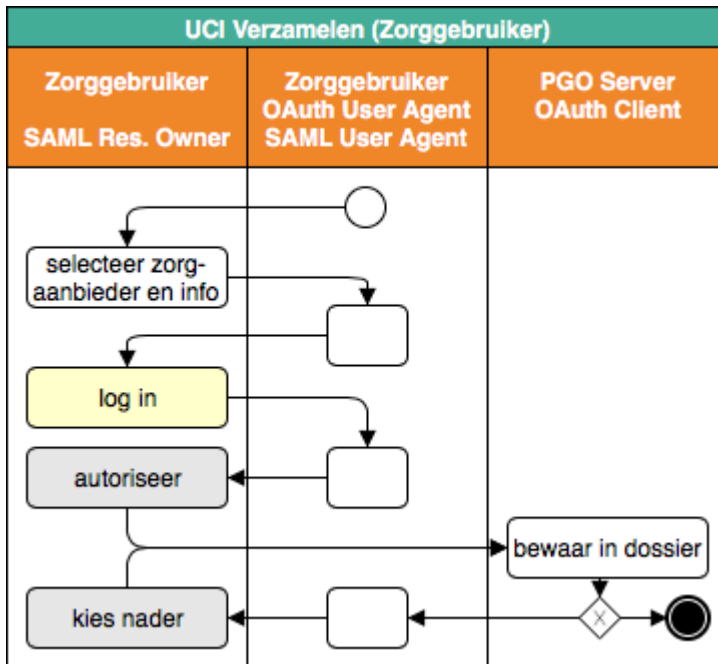 UCI Verzamelen (Zorggebruiker)
Zorggebruiker
SAML Res. Owner
Zorggebruiker
OAuth User Agent
SAML User Agent
PGO Server
OAuth Client
selecteer zorg-
aanbieder en info
log in
autoriseer
bewaar in dossier
kies nader
X